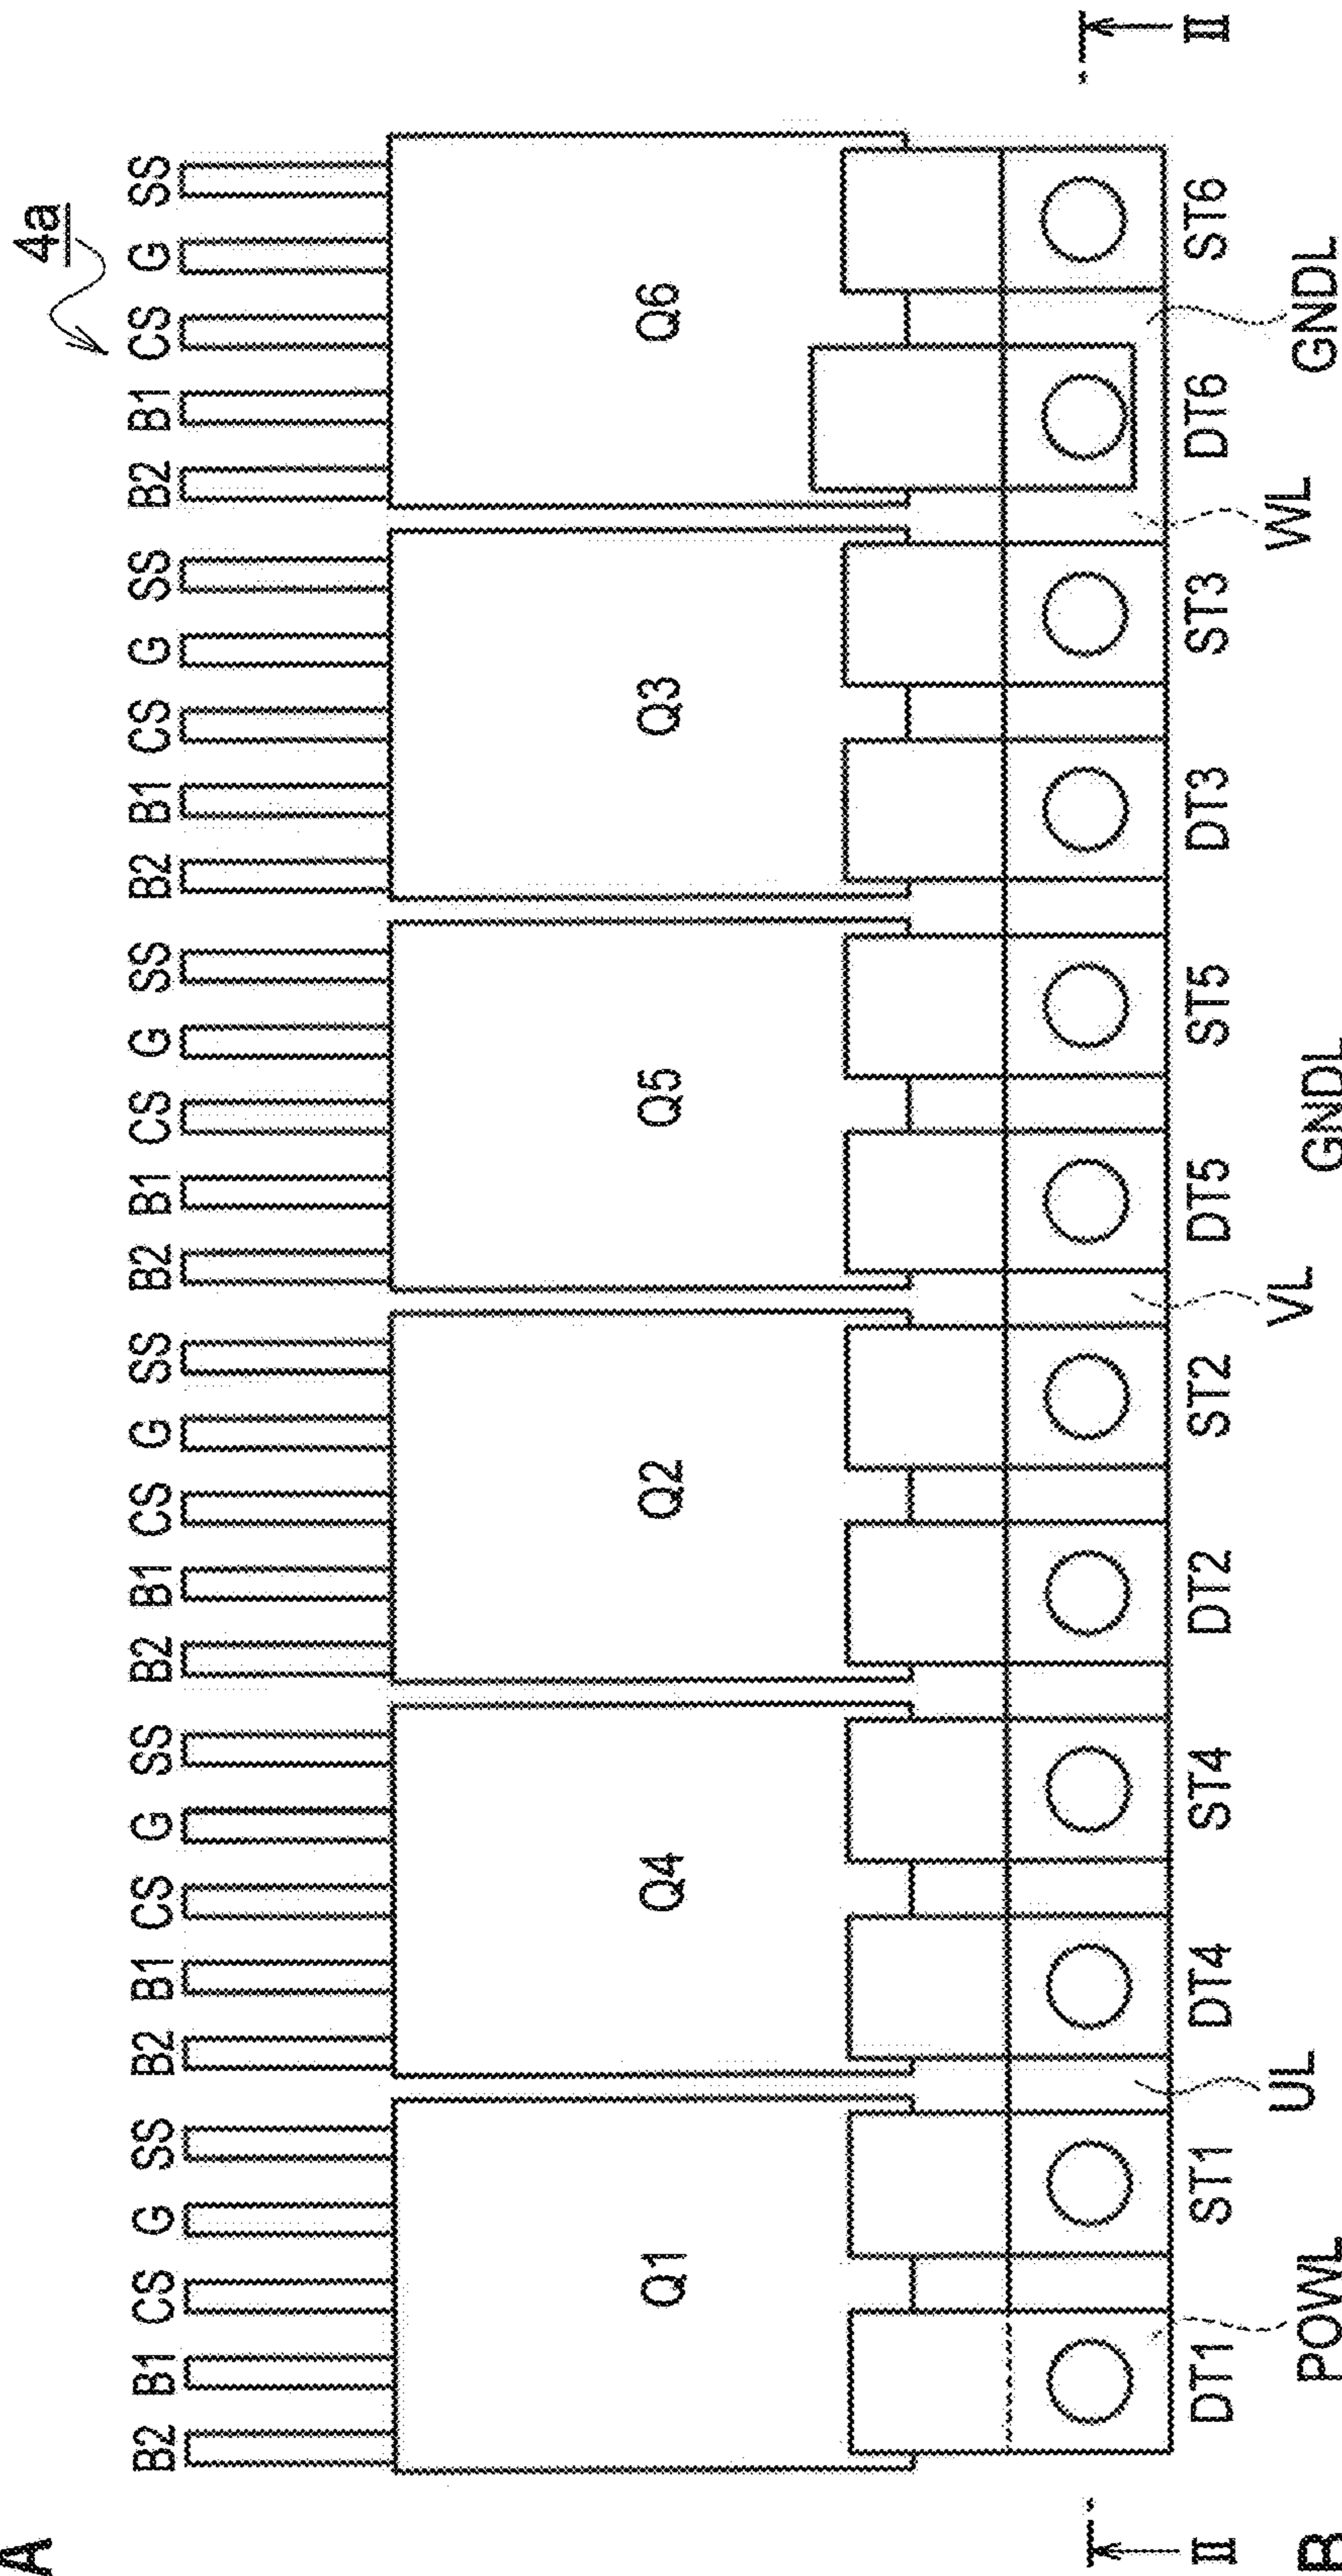 A
4a
B2 B1 CS G SS B2 B1 CS G SS B2 B1 CS G SS B2 B1 CS G SS B2 B1 CS G SS B2 B1 CS G SS
Q1 Q4 Q2 Q5 Q3 Q6
III III
DT1 ST1 DT4 ST4 DT2 ST2 DT5 ST5 DT3 ST3 DT6 ST6
UL VL WL
B POWL GNDL GNDL